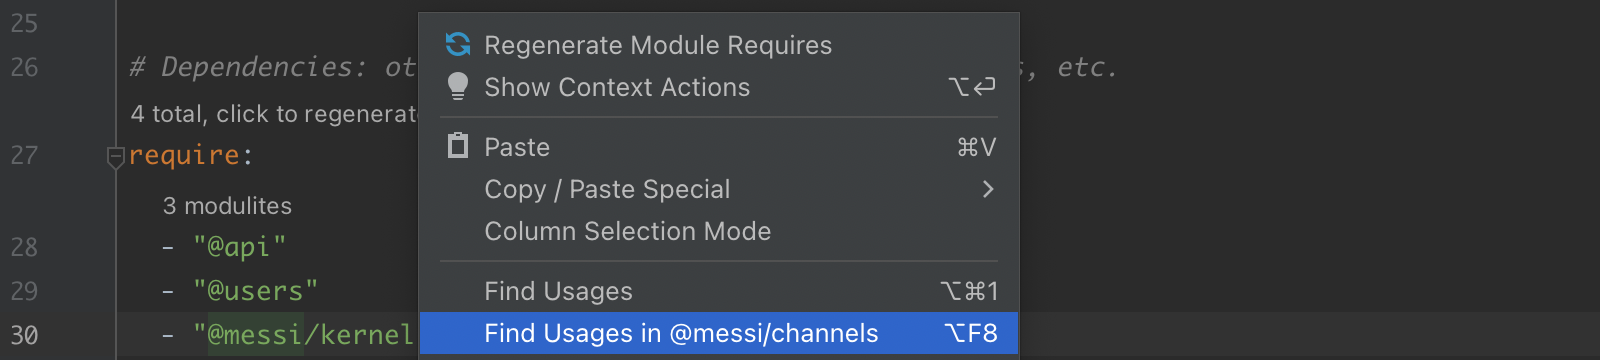 25
Regenerate Module Requires
26 # Dependencies: ot , etc.
Show Context Actions ⌥⏎
4 total, click to regenerat
Paste ⌘V
27 require:
Copy / Paste Special >
3 modulites
Column Selection Mode
28 - "@api"
29 - "@users"
Find Usages ⌥⌘1
30 - "@messi/kernel
Find Usages in @messi/channels ⌥F8